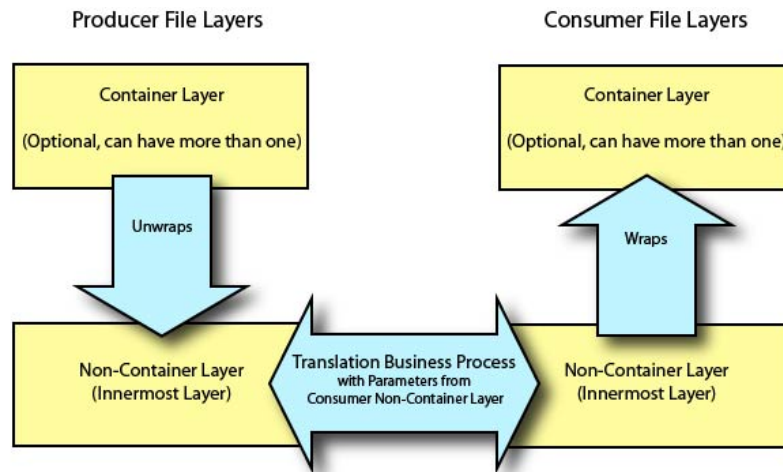 Producer File Layers
Consumer File Layers
Container Layer
(Optional, can have more than one)
Container Layer
(Optional, can have more than one)
Unwraps
Wraps
Non-Container Layer
(Innermost Layer)
Translation Business Process
with Parameters from
Consumer Non-Container Layer
Non-Container Layer
(Innermost Layer)